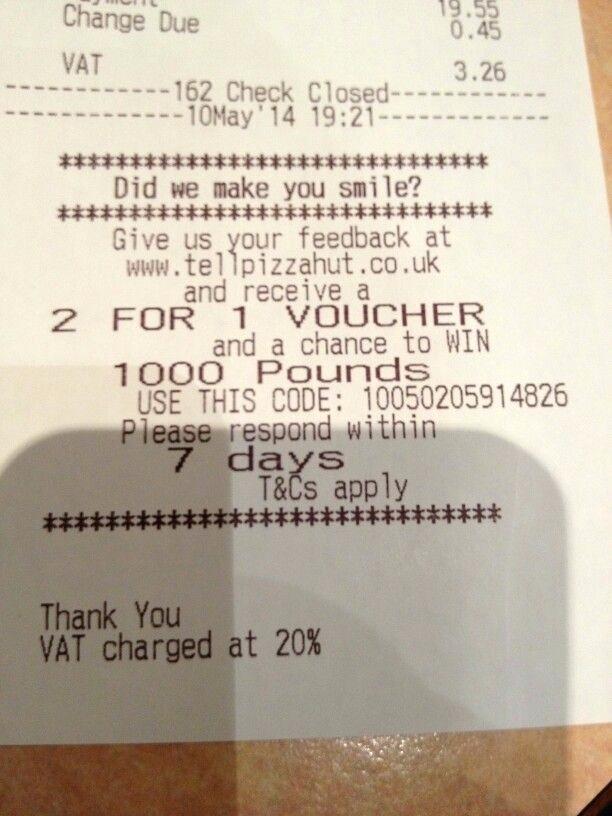 Payment 19.55
Change Due 0.45
VAT 3.26
------------162 Check Closed------------
-------------10May'14 19:21-------------
********************************
Did we make you smile?
********************************
Give us your feedback at
www.tellpizzahut.co.uk
and receive a
2 FOR 1 VOUCHER
and a chance to WIN
1000 Pounds
USE THIS CODE: 10050205914826
Please respond within
7 days
T&Cs apply
********************************
Thank You
VAT charged at 20%